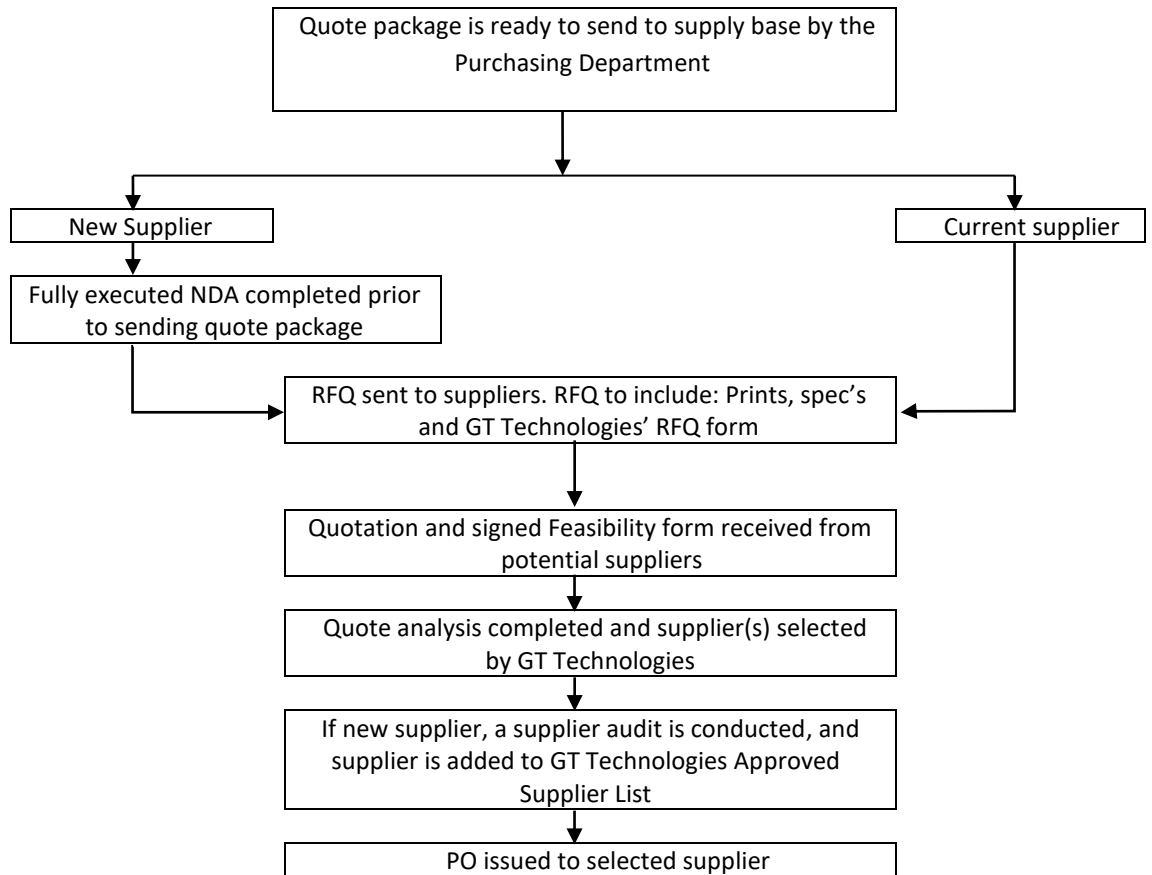 Quote package is ready to send to supply base by the
Purchasing Department
New Supplier
Current supplier
Fully executed NDA completed prior
to sending quote package
RFQ sent to suppliers. RFQ to include: Prints, spec’s
and GT Technologies’ RFQ form
Quotation and signed Feasibility form received from
potential suppliers
Quote analysis completed and supplier(s) selected
by GT Technologies
If new supplier, a supplier audit is conducted, and
supplier is added to GT Technologies Approved
Supplier List
PO issued to selected supplier